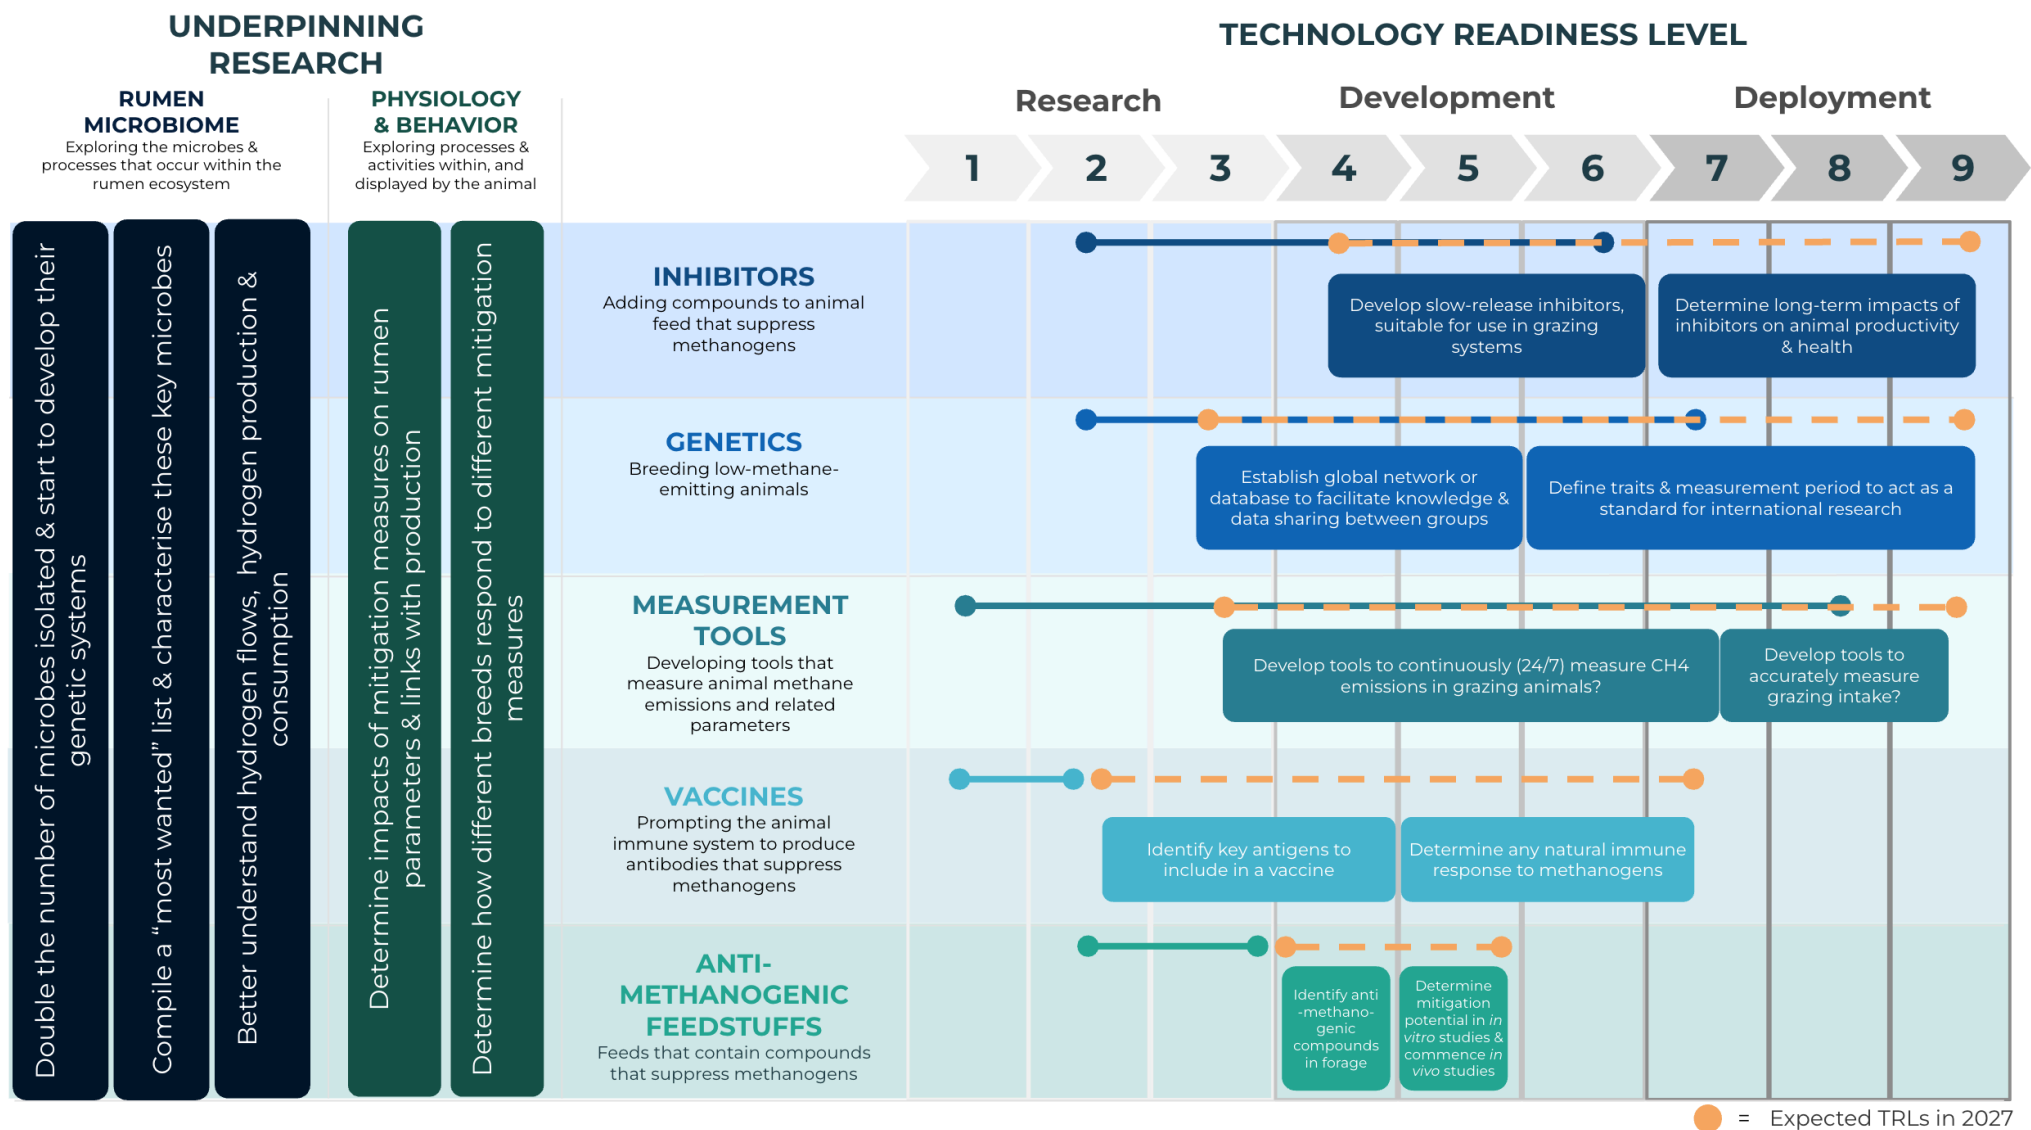 UNDERPINNING
RESEARCH
TECHNOLOGY READINESS LEVEL
RUMEN
MICROBIOME
Exploring the microbes &
processes that occur within the
rumen ecosystem
PHYSIOLOGY
& BEHAVIOR
Exploring processes &
activities within, and
displayed by the animal
Research
Development
Deployment
1 2 3 4 5 6 7 8 9
Double the number of microbes isolated & start to develop their
genetic systems
Compile a “most wanted” list & characterise these key microbes
Better understand hydrogen flows, hydrogen production &
consumption
Determine impacts of mitigation measures on rumen
parameters & links with production
Determine how different breeds respond to different mitigation
measures
INHIBITORS
Adding compounds to animal
feed that suppress
methanogens
Develop slow-release inhibitors,
suitable for use in grazing
systems
Determine long-term impacts of
inhibitors on animal productivity
& health
GENETICS
Breeding low-methane-
emitting animals
Establish global network or
database to facilitate knowledge &
data sharing between groups
Define traits & measurement period to act as a
standard for international research
MEASUREMENT
TOOLS
Developing tools that
measure animal methane
emissions and related
parameters
Develop tools to continuously (24/7) measure CH4
emissions in grazing animals?
Develop tools to
accurately measure
grazing intake?
VACCINES
Prompting the animal
immune system to produce
antibodies that suppress
methanogens
Identify key antigens to
include in a vaccine
Determine any natural immune
response to methanogens
ANTI-
METHANOGENIC
FEEDSTUFFS
Feeds that contain compounds
that suppress methanogens
Identify anti
-methano-
genic
compounds
in forage
Determine
mitigation
potential in in
vitro studies &
commence in
vivo studies
= Expected TRLs in 2027